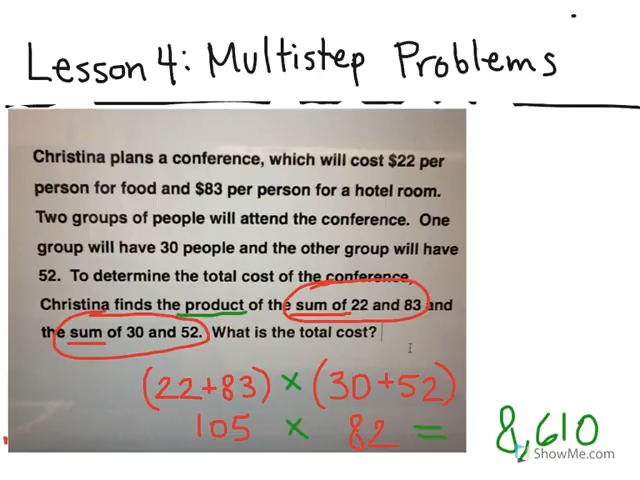 Lesson 4: Multistep Problems
Christina plans a conference, which will cost $22 per
person for food and $83 per person for a hotel room.
Two groups of people will attend the conference. One
group will have 30 people and the other group will have
52. To determine the total cost of the conference,
Christina finds the product of the sum of 22 and 83 and
the sum of 30 and 52. What is the total cost?
(22+83) × (30+52)
105 × 82 = 8,610
ShowMe.com